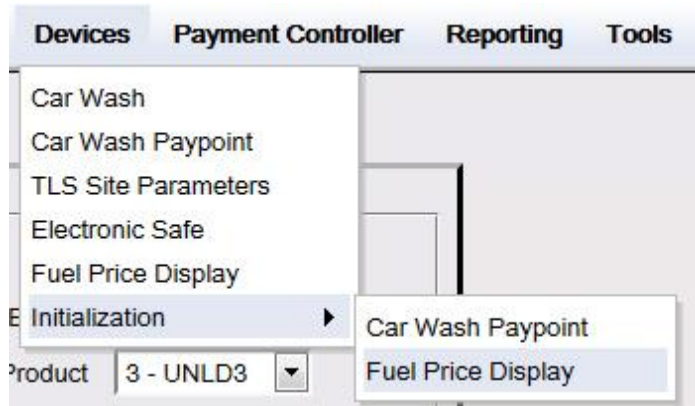 Devices Payment Controller Reporting Tools
Car Wash
Car Wash Paypoint
TLS Site Parameters
Electronic Safe
Fuel Price Display
Initialization
Car Wash Paypoint
Product 3 - UNLD3
Fuel Price Display